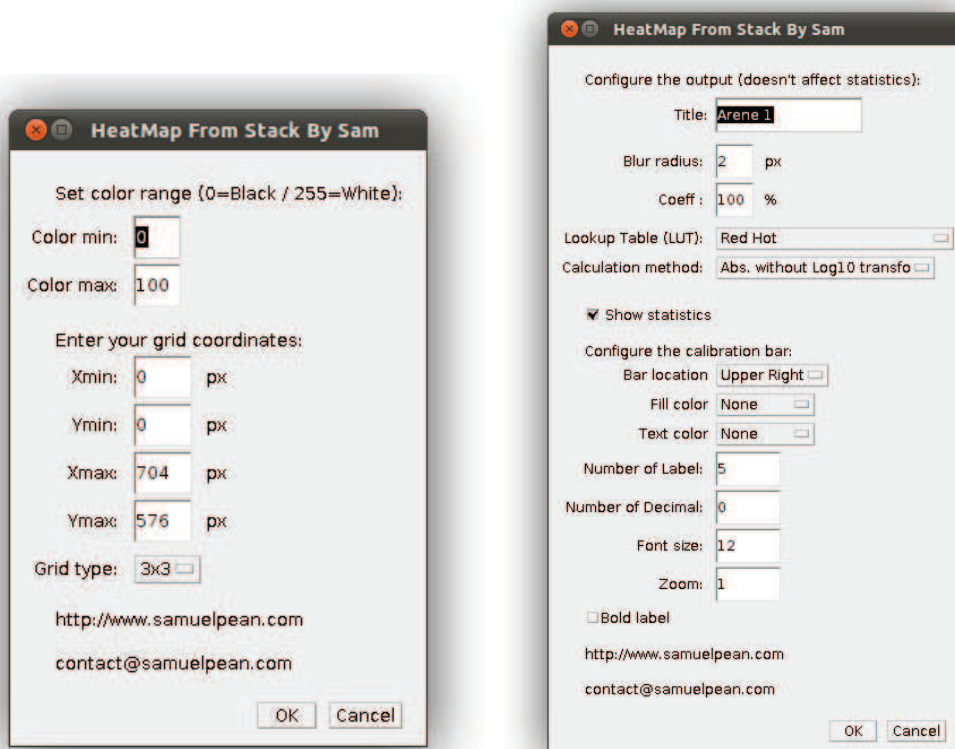 HeatMap From Stack By Sam
Set color range (0=Black / 255=White):
Color min: 0
Color max: 100
Enter your grid coordinates:
Xmin: 0 px
Ymin: 0 px
Xmax: 704 px
Ymax: 576 px
Grid type: 3x3
http://www.samuelpean.com
contact@samuelpean.com
OK Cancel
HeatMap From Stack By Sam
Configure the output (doesn't affect statistics):
Title: Arene 1
Blur radius: 2 px
Coeff : 100 %
Lookup Table (LUT): Red Hot
Calculation method: Abs. without Log10 transfo
Show statistics
Configure the calibration bar:
Bar location Upper Right
Fill color None
Text color None
Number of Label: 5
Number of Decimal: 0
Font size: 12
Zoom: 1
Bold label
http://www.samuelpean.com
contact@samuelpean.com
OK Cancel